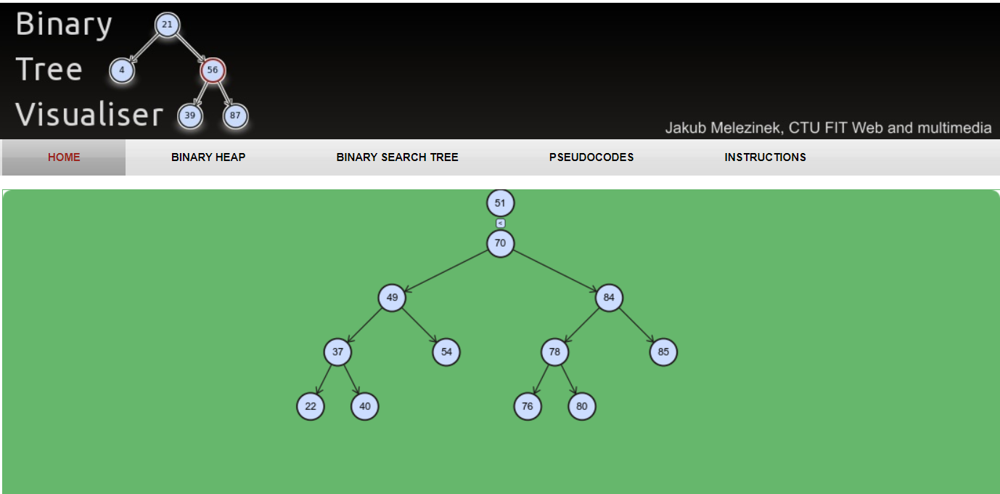 Binary
21
Tree
4
56
Visualiser
39
87
Jakub Melezinek, CTU FIT Web and multimedia
HOME
BINARY HEAP
BINARY SEARCH TREE
PSEUDOCODES
INSTRUCTIONS
51
<
70
49
84
37
54
78
85
22
40
76
80